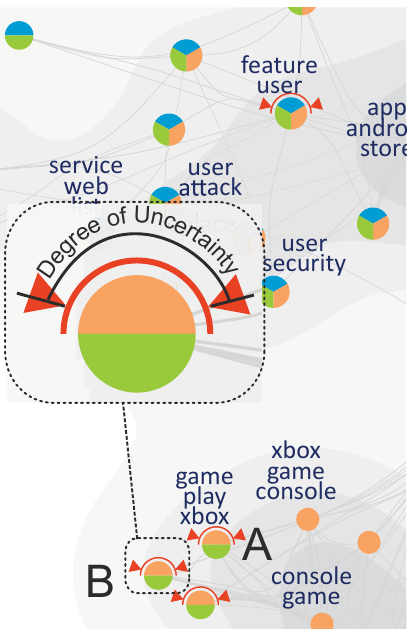 feature
user
app
andro
store
service
web
list
user
attack
Degree of Uncertainty
user
security
xbox
game
console
game
play
xbox
A
B
console
game